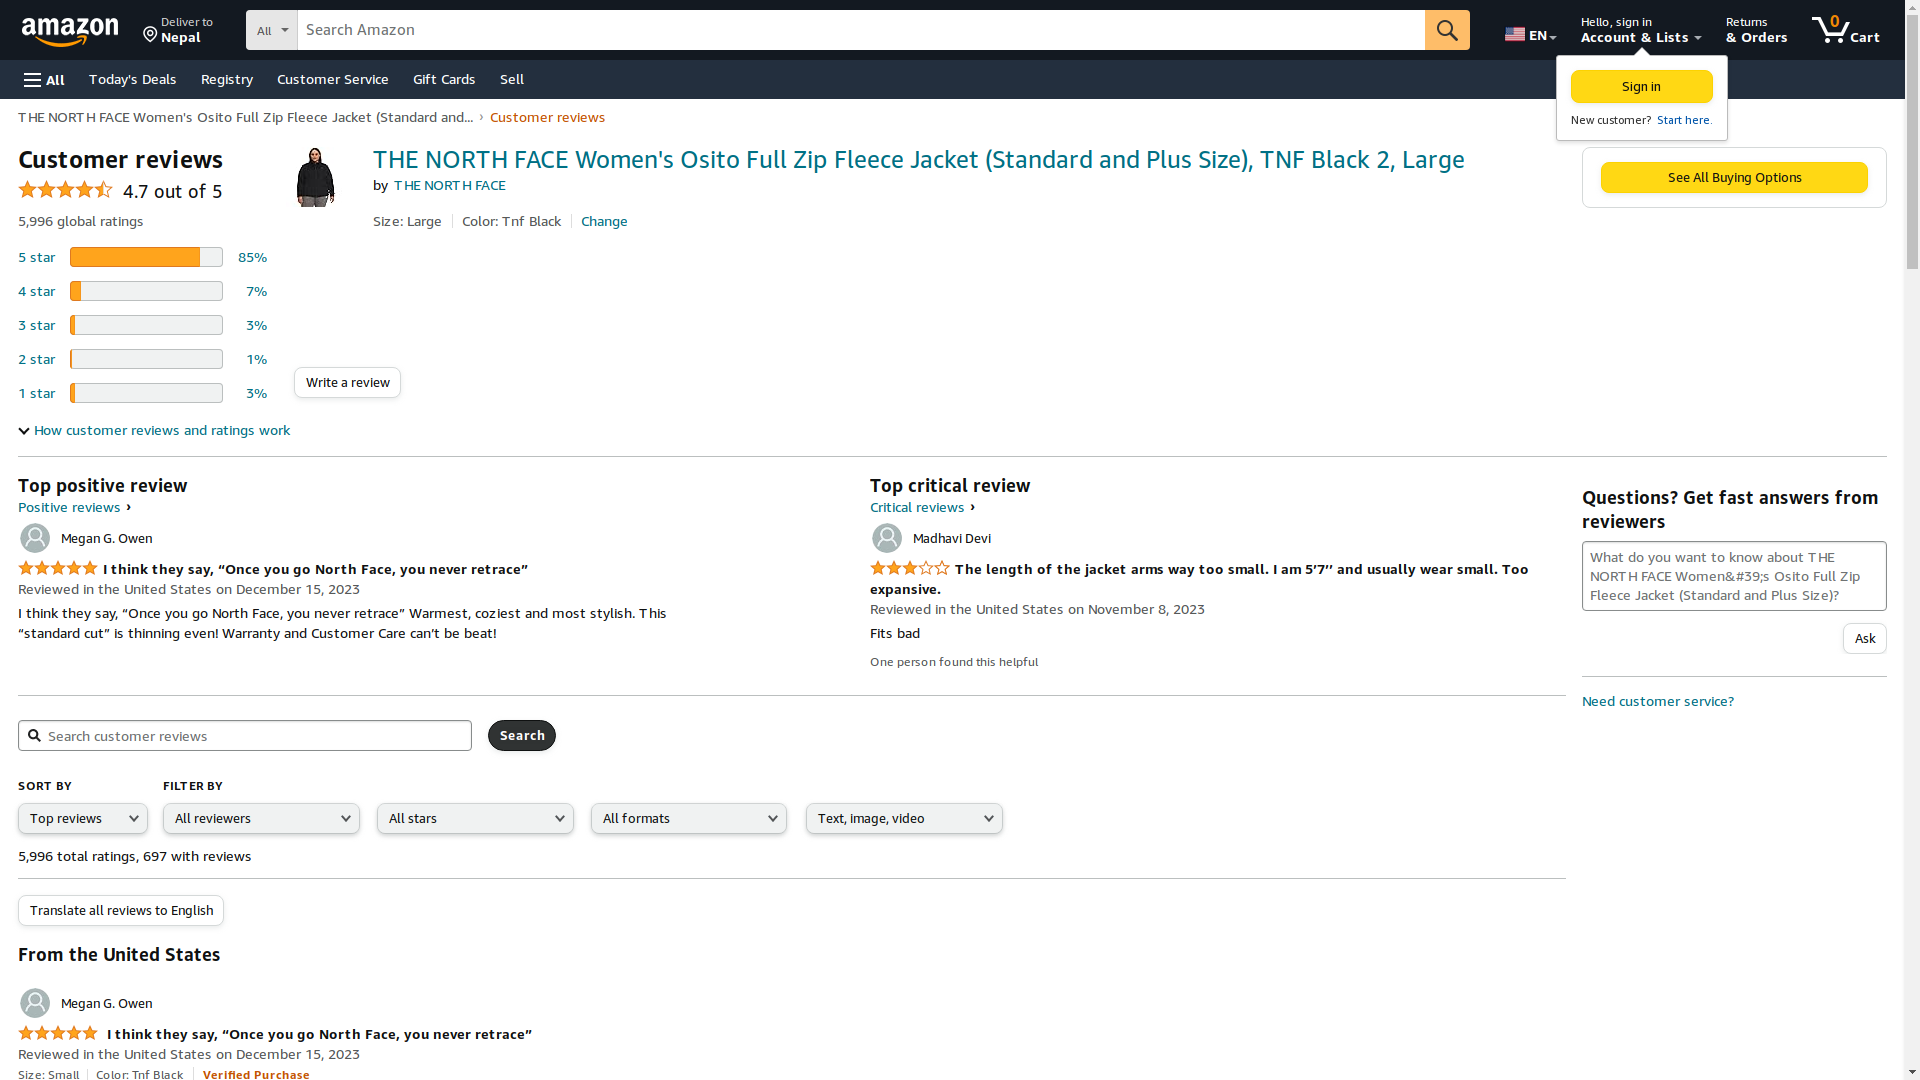 amazon
Deliver to
Nepal
All
Search Amazon
EN
Hello, sign in
Account & Lists
Returns
& Orders
0
Cart
All
Today's Deals
Registry
Customer Service
Gift Cards
Sell
Sign in
New customer? Start here.
THE NORTH FACE Women's Osito Full Zip Fleece Jacket (Standard and... › Customer reviews
Customer reviews
4.7 out of 5
5,996 global ratings
5 star 85%
4 star 7%
3 star 3%
2 star 1%
1 star 3%
How customer reviews and ratings work
THE NORTH FACE Women's Osito Full Zip Fleece Jacket (Standard and Plus Size), TNF Black 2, Large
by THE NORTH FACE
Size: Large Color: Tnf Black Change
Write a review
See All Buying Options
Top positive review
Positive reviews ›
Megan G. Owen
I think they say, “Once you go North Face, you never retrace”
Reviewed in the United States on December 15, 2023
I think they say, “Once you go North Face, you never retrace” Warmest, coziest and most stylish. This
“standard cut” is thinning even! Warranty and Customer Care can’t be beat!
Top critical review
Critical reviews ›
Madhavi Devi
The length of the jacket arms way too small. I am 5’7’’ and usually wear small. Too
expansive.
Reviewed in the United States on November 8, 2023
Fits bad
One person found this helpful
Questions? Get fast answers from
reviewers
What do you want to know about THE
NORTH FACE Women&#39;s Osito Full Zip
Fleece Jacket (Standard and Plus Size)?
Ask
Need customer service?
Search customer reviews
Search
SORT BY
FILTER BY
Top reviews
All reviewers
All stars
All formats
Text, image, video
5,996 total ratings, 697 with reviews
Translate all reviews to English
From the United States
Megan G. Owen
I think they say, “Once you go North Face, you never retrace”
Reviewed in the United States on December 15, 2023
Size: Small Color: Tnf Black Verified Purchase